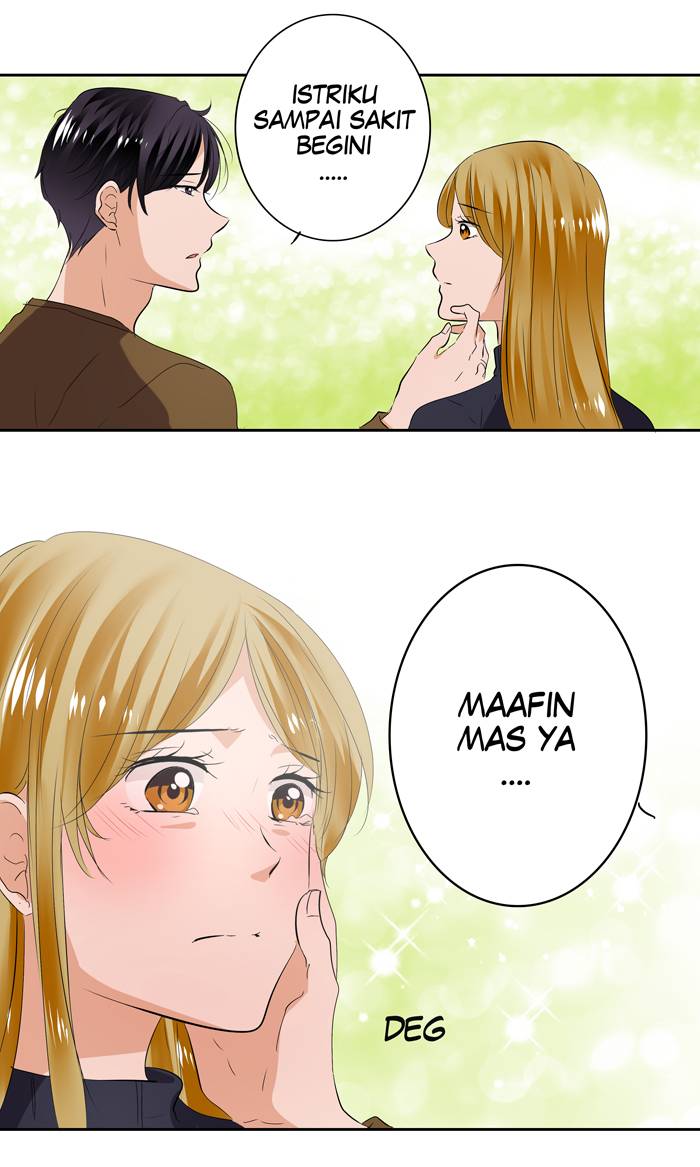 ISTRIKU
SAMPAI SAKIT
BEGINI
.....
MAAFIN
MAS YA
....
DEG